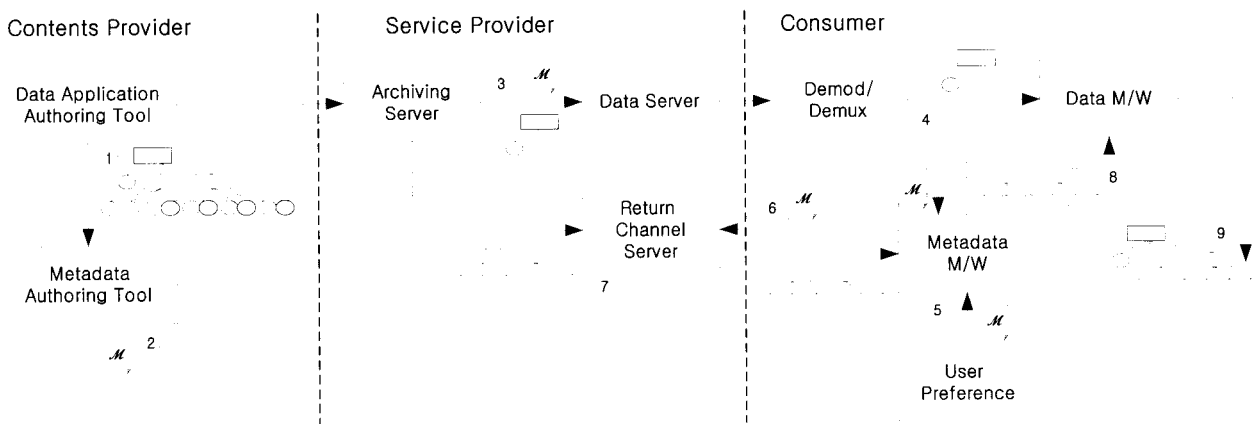 Contents Provider
Service Provider
Consumer
Data Application
Authoring Tool
1
Metadata
Authoring Tool
2
ℳ
Archiving
Server
3
ℳ
Data Server
Return
Channel
Server
7
Demod/
Demux
4
Data M/W
6
ℳ
ℳ
8
Metadata
M/W
9
5
ℳ
User
Preference